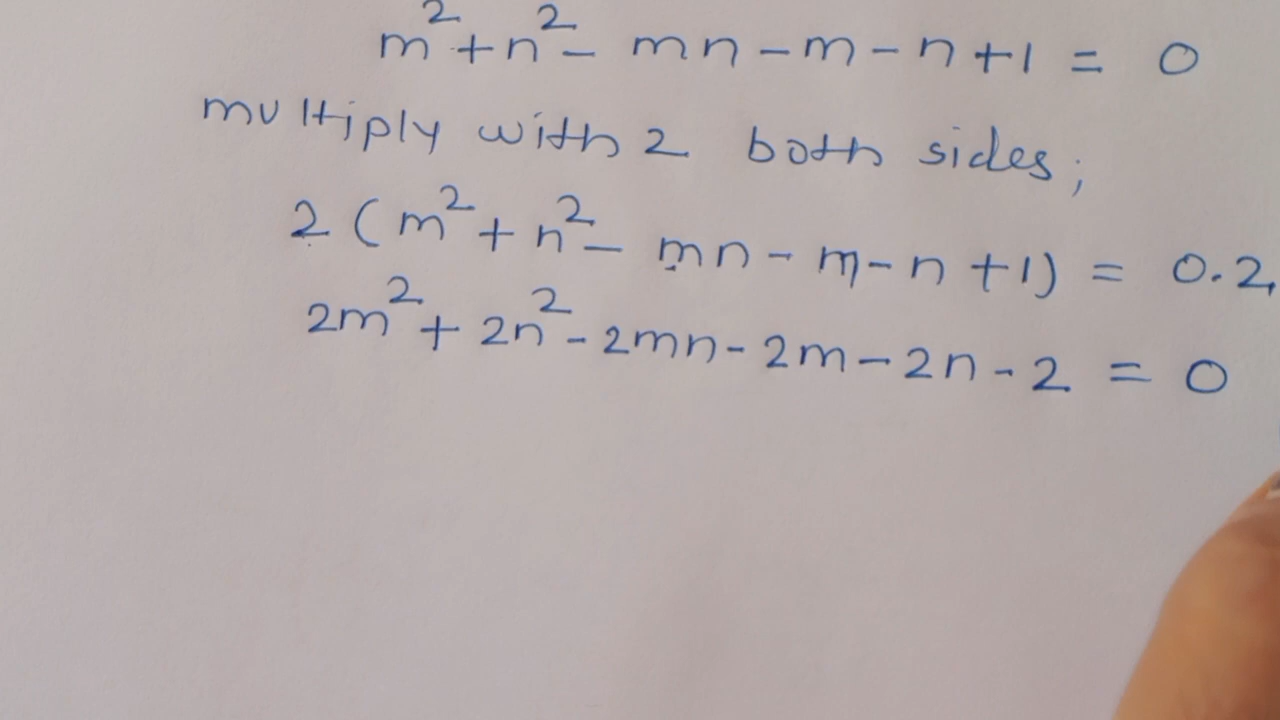 m²+n²- mn-m-n+1 = 0
multiply with 2 both sides;
2(m²+n²- mn-m-n+1) = 0.2,
2m²+2n²-2mn-2m-2n-2 = 0